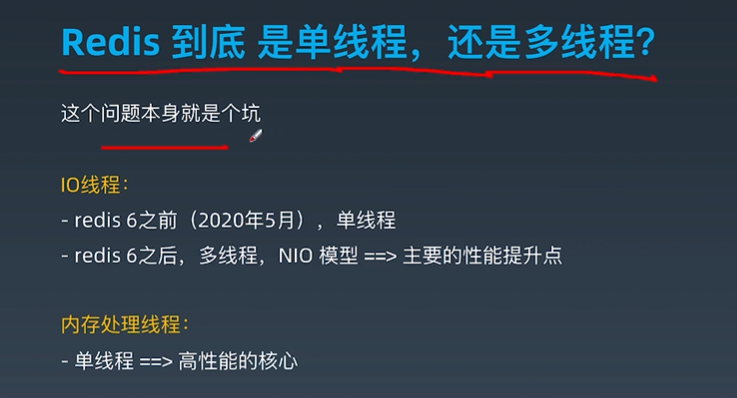 Redis 到底 是单线程，还是多线程？
这个问题本身就是个坑
IO线程：
- redis 6之前（2020年5月），单线程
- redis 6之后，多线程，NIO 模型 ==> 主要的性能提升点
内存处理线程：
- 单线程 ==> 高性能的核心